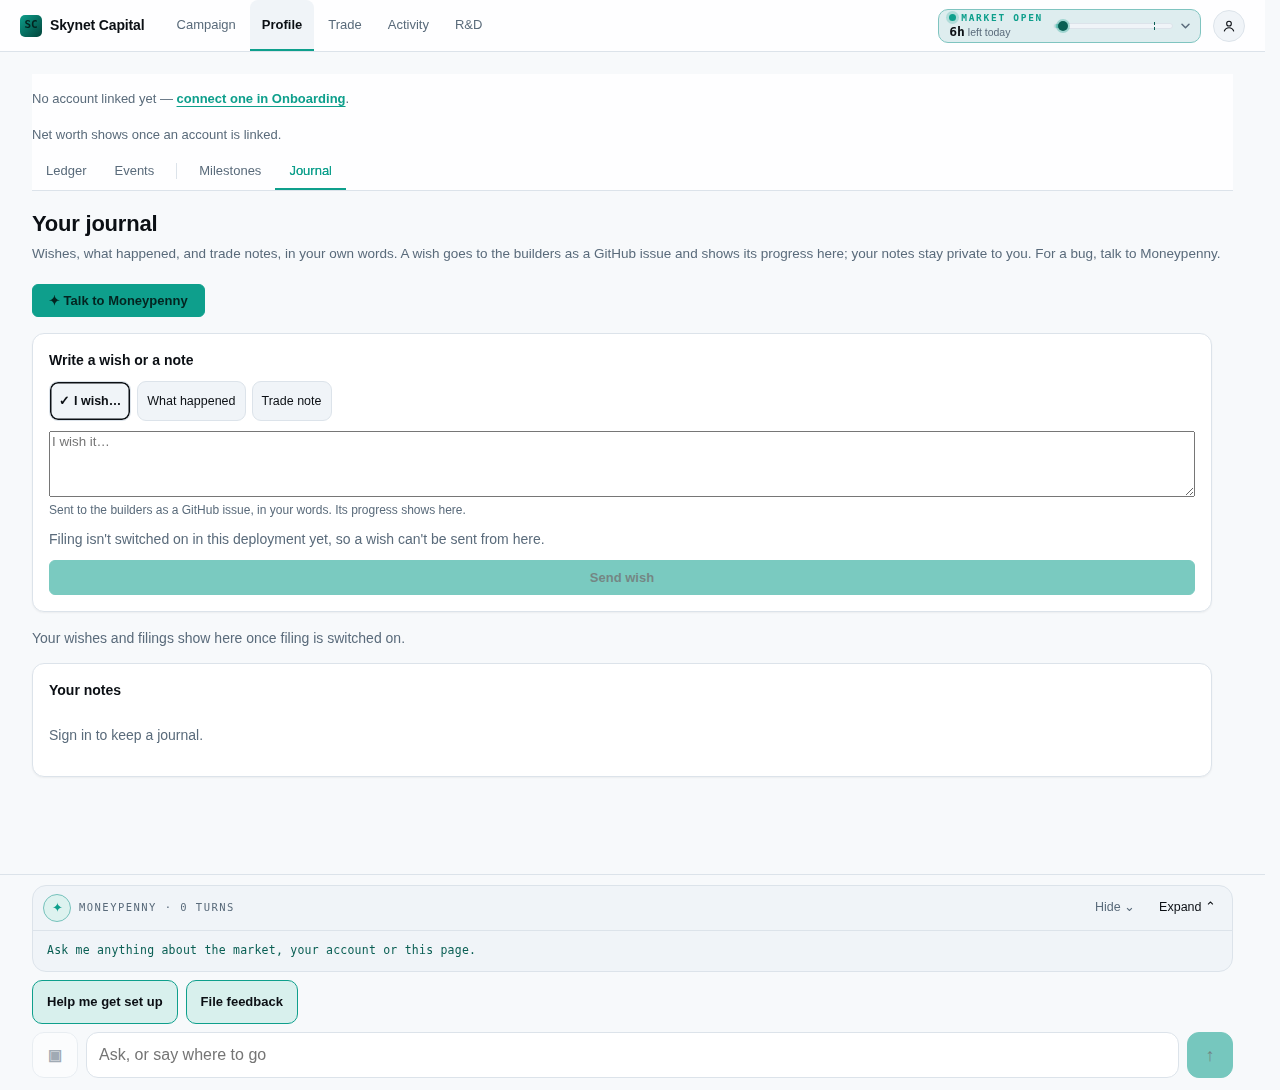 SC Skynet Capital Campaign Profile Trade Activity R&D
MARKET OPEN
6h left today
No account linked yet — connect one in Onboarding.
Net worth shows once an account is linked.
Ledger Events Milestones Journal
Your journal
Wishes, what happened, and trade notes, in your own words. A wish goes to the builders as a GitHub issue and shows its progress here; your notes stay private to you. For a bug, talk to Moneypenny.
✦ Talk to Moneypenny
Write a wish or a note
✓ I wish… What happened Trade note
I wish it…
Sent to the builders as a GitHub issue, in your words. Its progress shows here.
Filing isn't switched on in this deployment yet, so a wish can't be sent from here.
Send wish
Your wishes and filings show here once filing is switched on.
Your notes
Sign in to keep a journal.
✦ MONEYPENNY · 0 TURNS Hide ⌄ Expand ⌃
Ask me anything about the market, your account or this page.
Help me get set up File feedback
▣ Ask, or say where to go ↑